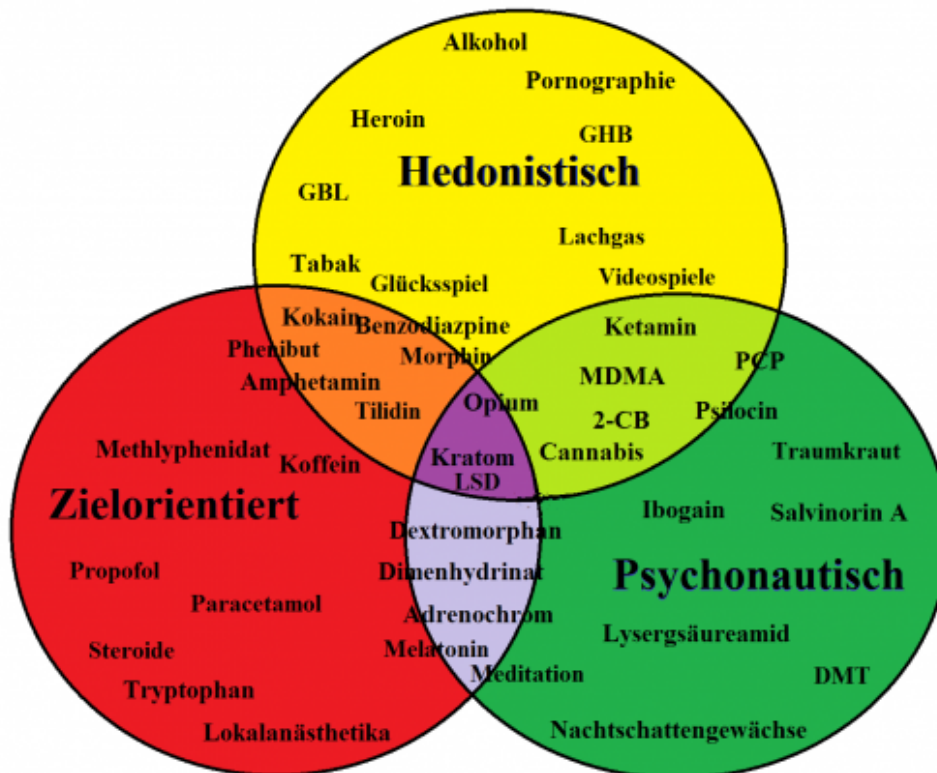 Alkohol
Pornographie
Heroin
GHB
Hedonistisch
GBL
Lachgas
Tabak
Glücksspiel
Videospiele
Kokain
Benzodiazpine
Ketamin
Phenibut
Morphin
PCP
Amphetamin
MDMA
Tilidin
Opium
2-CB
Psilocin
Methlyphenidat
Koffein
Kratom
LSD
Cannabis
Traumkraut
Zielorientiert
Ibogain
Salvinorin A
Dextromorphan
Propofol
Dimenhydrinat
Psychonautisch
Paracetamol
Adrenochrom
Lysergsäureamid
Steroide
Melatonin
Meditation
DMT
Tryptophan
Lokalanästhetika
Nachtschattengewächse